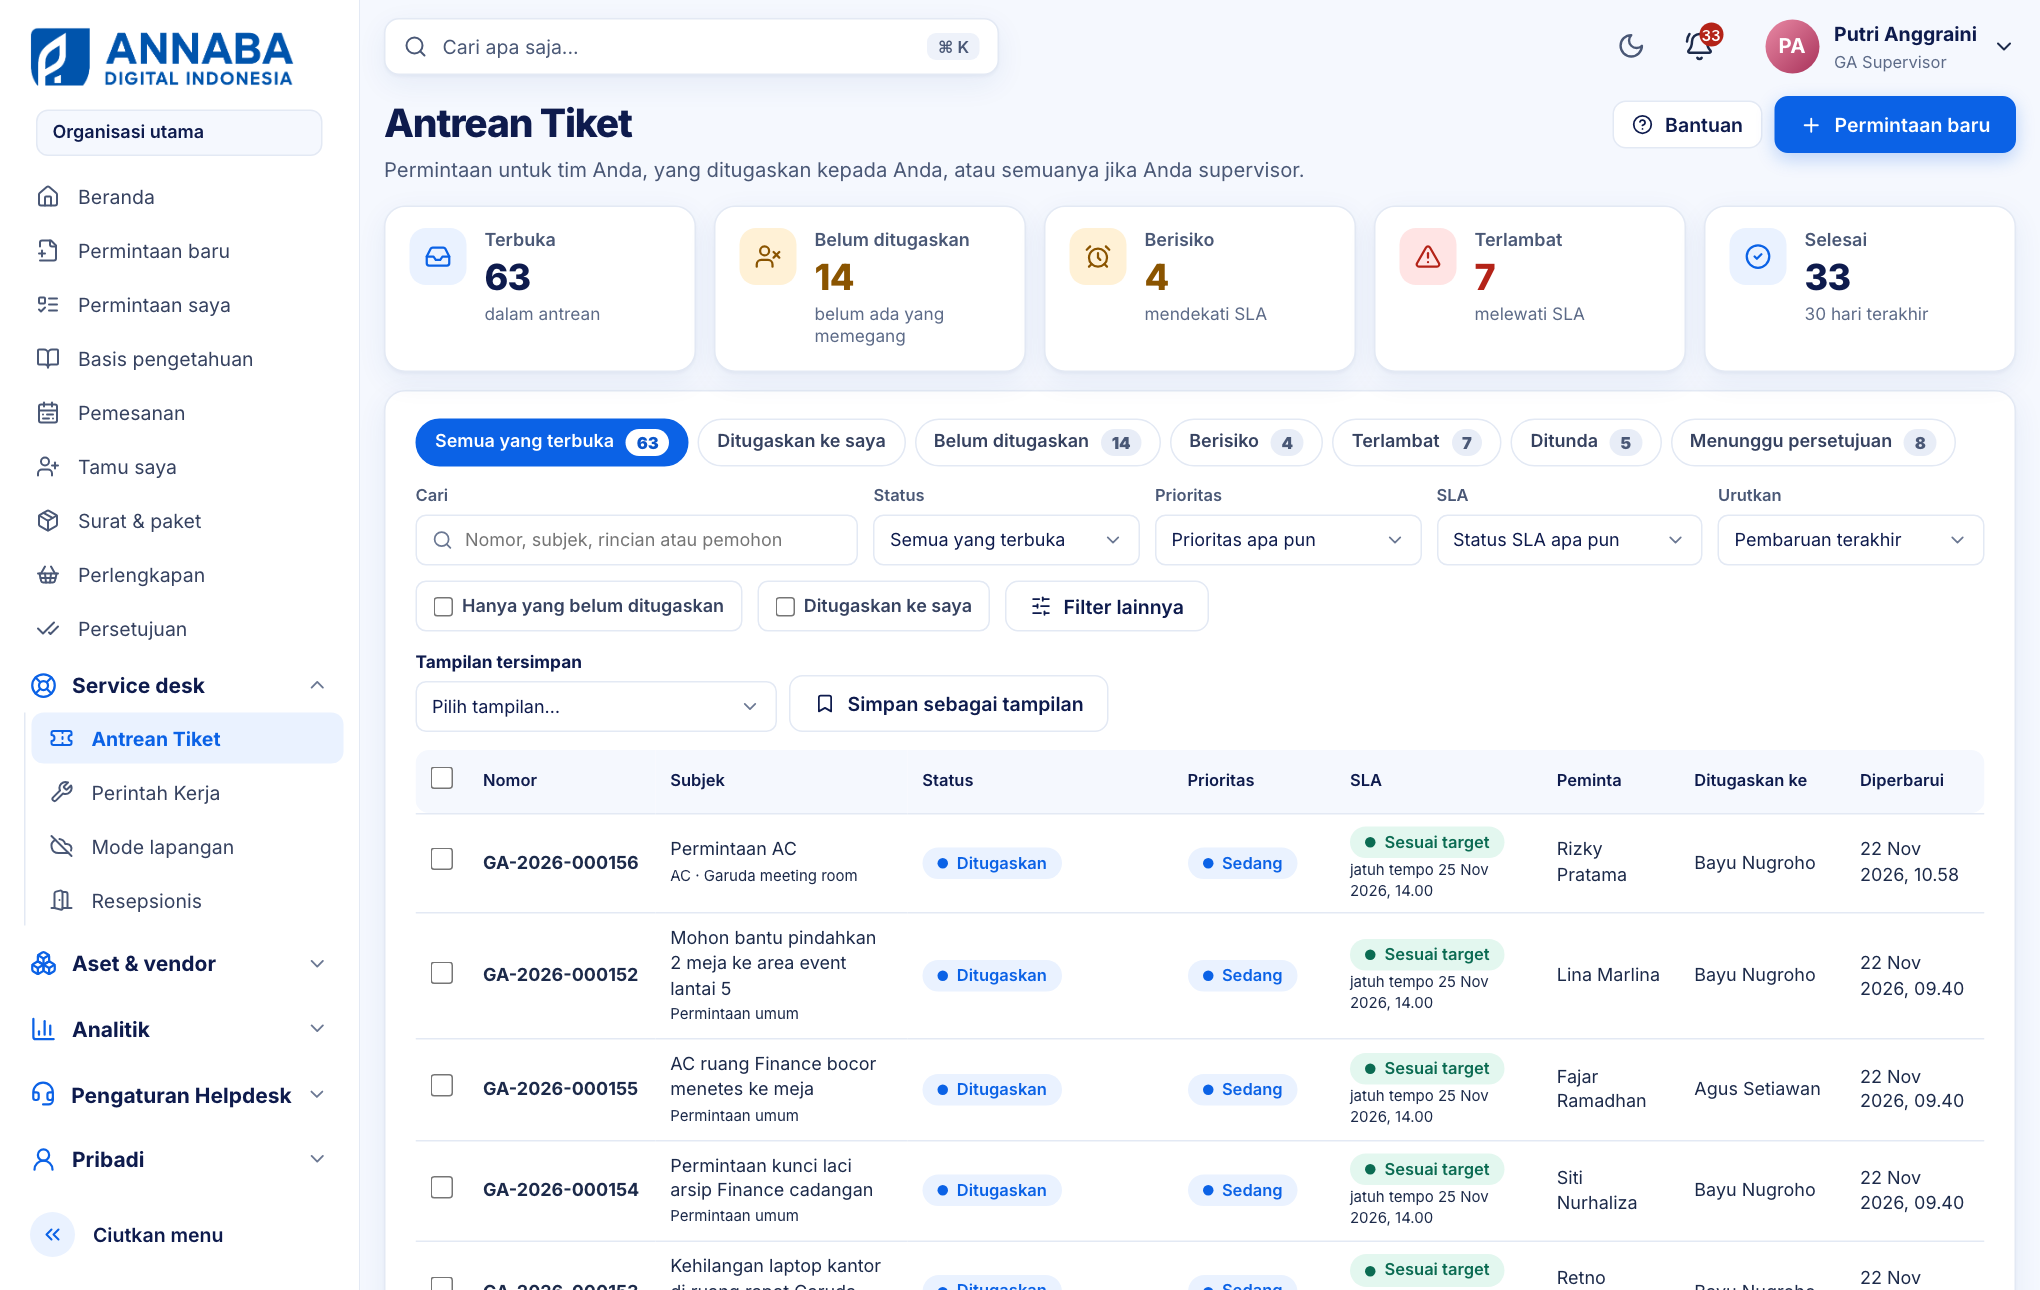 ANNABA
DIGITAL INDONESIA
Organisasi utama
Beranda
Permintaan baru
Permintaan saya
Basis pengetahuan
Pemesanan
Tamu saya
Surat & paket
Perlengkapan
Persetujuan
Service desk
Antrean Tiket
Perintah Kerja
Mode lapangan
Resepsionis
Aset & vendor
Analitik
Pengaturan Helpdesk
Pribadi
Ciutkan menu
Cari apa saja... ⌘ K
33
PA
Putri Anggraini
GA Supervisor
Antrean Tiket
Permintaan untuk tim Anda, yang ditugaskan kepada Anda, atau semuanya jika Anda supervisor.
Bantuan
Permintaan baru
Terbuka
63
dalam antrean
Belum ditugaskan
14
belum ada yang
memegang
Berisiko
4
mendekati SLA
Terlambat
7
melewati SLA
Selesai
33
30 hari terakhir
Semua yang terbuka 63
Ditugaskan ke saya
Belum ditugaskan 14
Berisiko 4
Terlambat 7
Ditunda 5
Menunggu persetujuan 8
Cari
Nomor, subjek, rincian atau pemohon
Status
Semua yang terbuka
Prioritas
Prioritas apa pun
SLA
Status SLA apa pun
Urutkan
Pembaruan terakhir
Hanya yang belum ditugaskan
Ditugaskan ke saya
Filter lainnya
Tampilan tersimpan
Pilih tampilan...
Simpan sebagai tampilan
Nomor Subjek Status Prioritas SLA Peminta Ditugaskan ke Diperbarui
GA-2026-000156
Permintaan AC
AC · Garuda meeting room
Ditugaskan
Sedang
Sesuai target
jatuh tempo 25 Nov
2026, 14.00
Rizky
Pratama
Bayu Nugroho
22 Nov
2026, 10.58
GA-2026-000152
Mohon bantu pindahkan
2 meja ke area event
lantai 5
Permintaan umum
Ditugaskan
Sedang
Sesuai target
jatuh tempo 25 Nov
2026, 14.00
Lina Marlina
Bayu Nugroho
22 Nov
2026, 09.40
GA-2026-000155
AC ruang Finance bocor
menetes ke meja
Permintaan umum
Ditugaskan
Sedang
Sesuai target
jatuh tempo 25 Nov
2026, 14.00
Fajar
Ramadhan
Agus Setiawan
22 Nov
2026, 09.40
GA-2026-000154
Permintaan kunci laci
arsip Finance cadangan
Permintaan umum
Ditugaskan
Sedang
Sesuai target
jatuh tempo 25 Nov
2026, 14.00
Siti
Nurhaliza
Bayu Nugroho
22 Nov
2026, 09.40
GA-2026-000153
Kehilangan laptop kantor
di ruang rapat Garuda
Ditugaskan
Sedang
Sesuai target
Retno
Bayu Nugroho
22 Nov